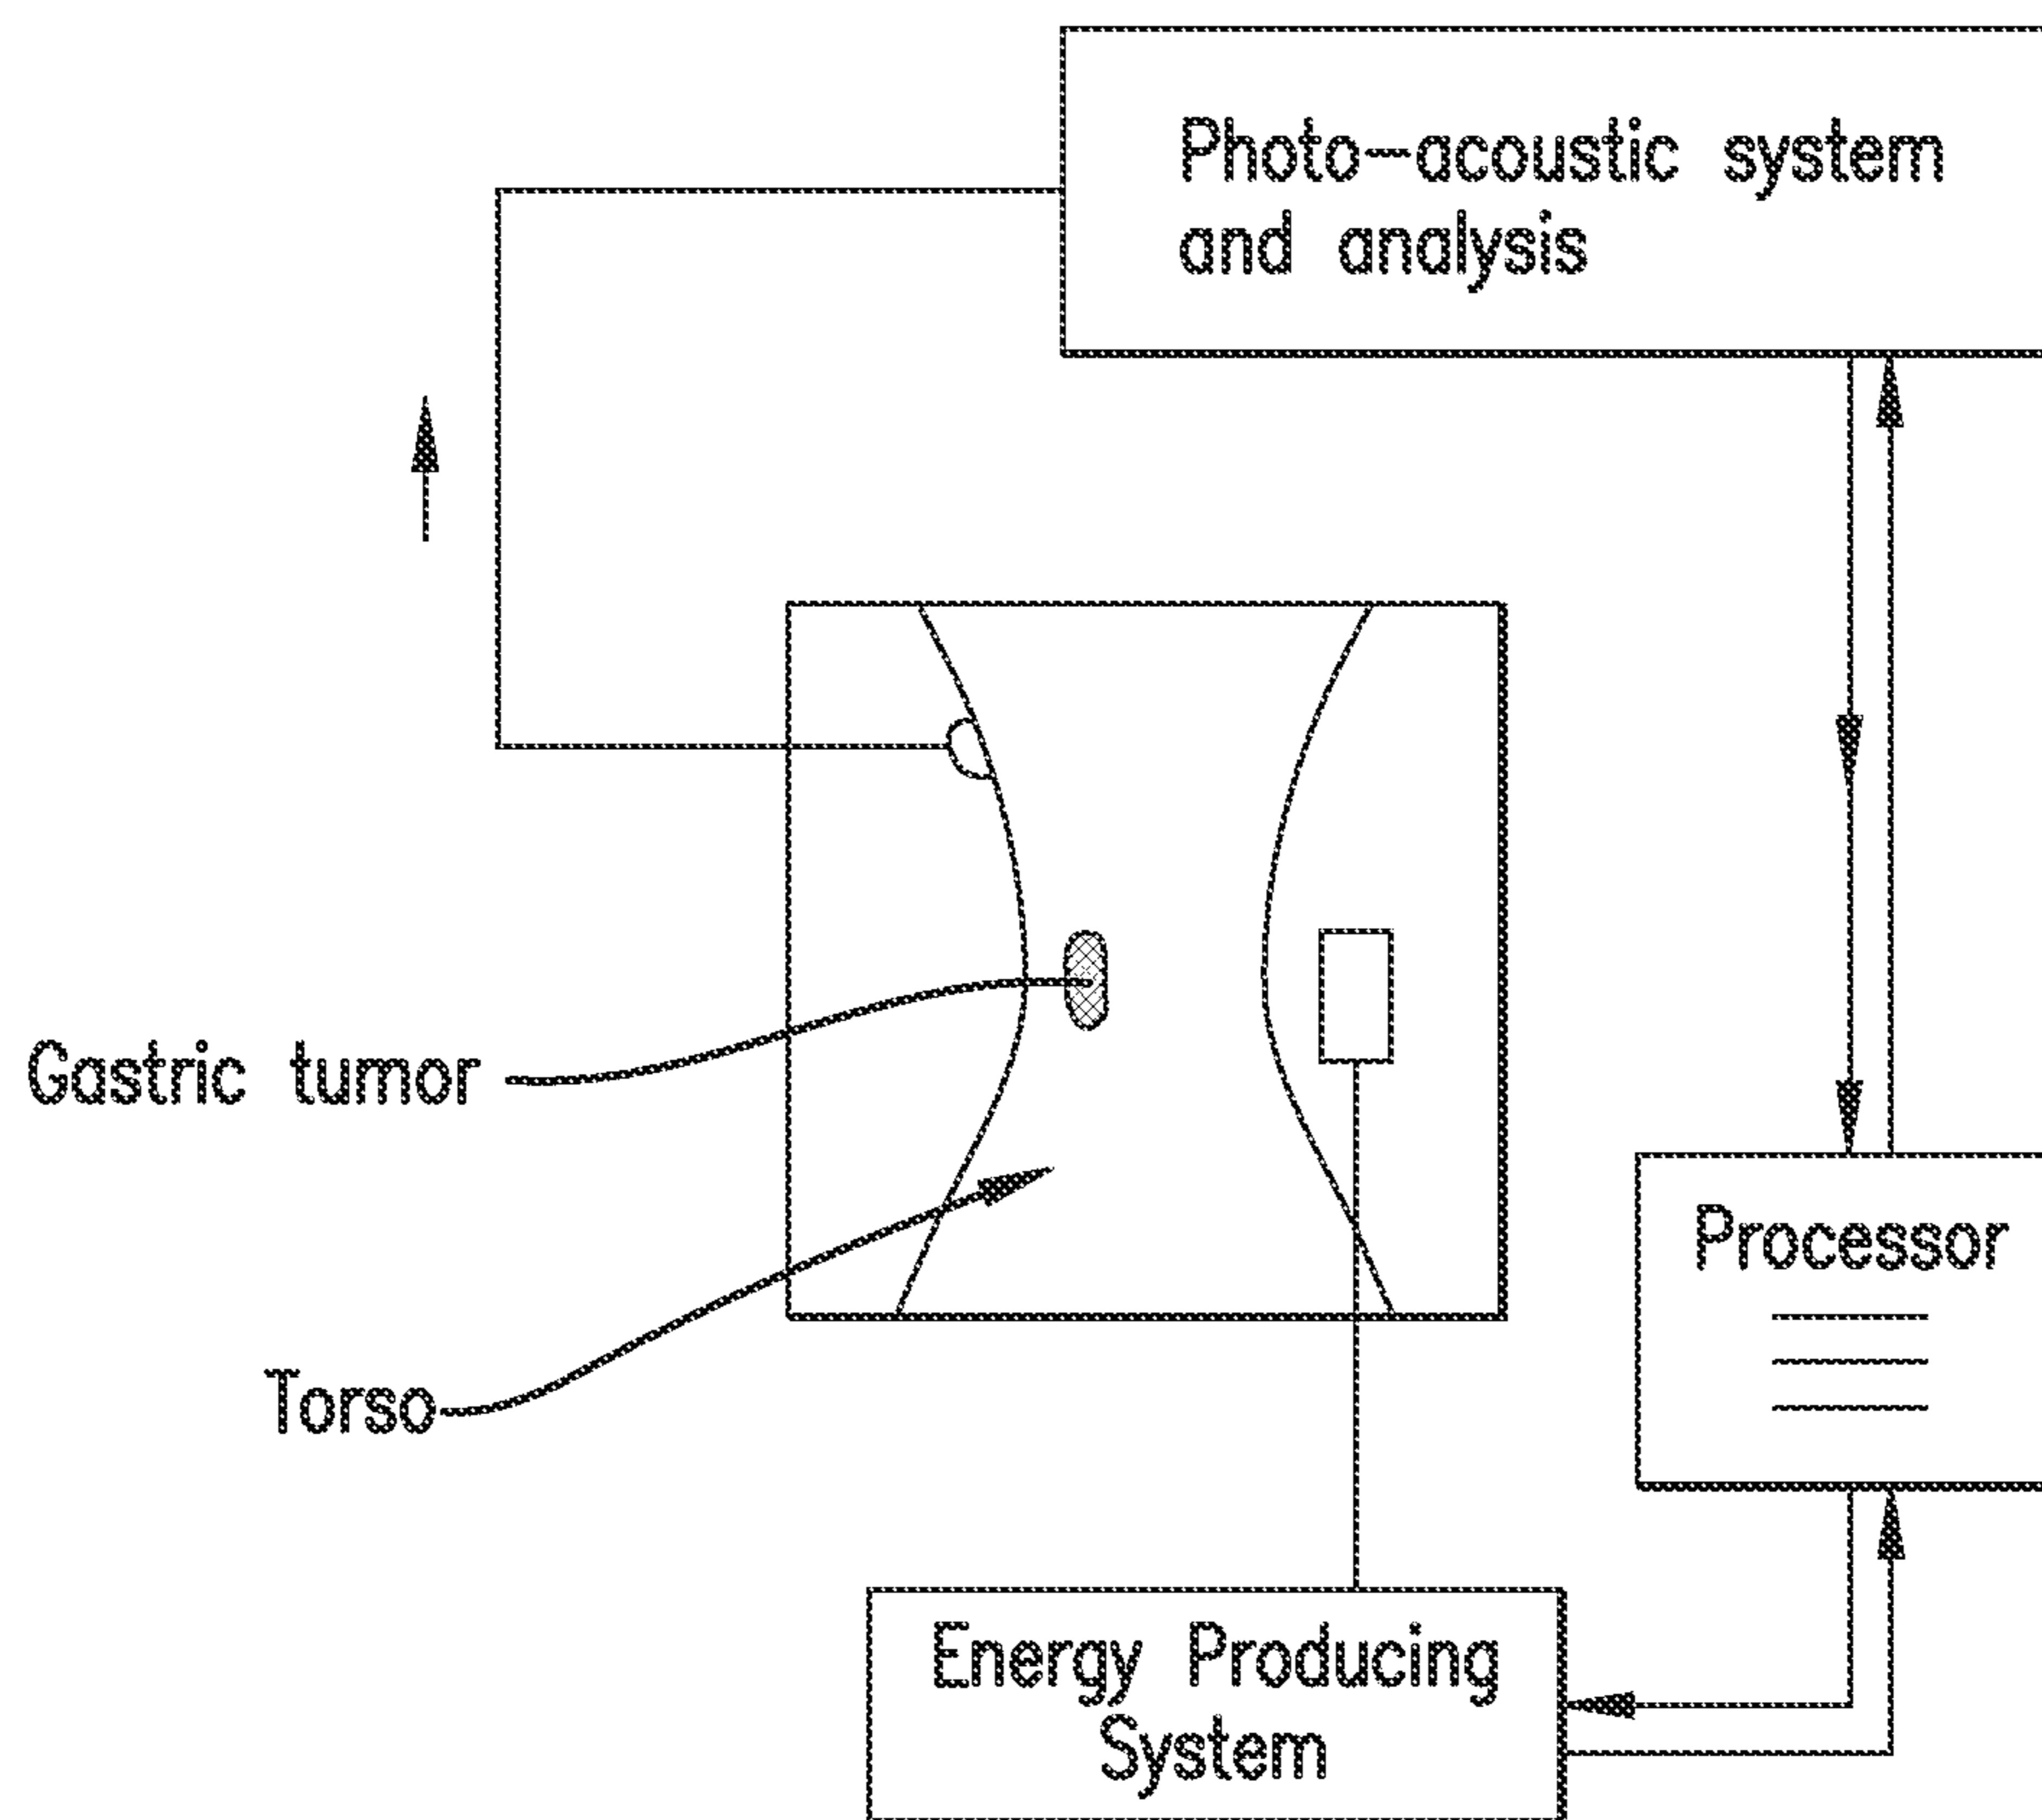 Photo-acoustic system
and analysis
Gastric tumor
Processor
Torso
Energy Producing
System